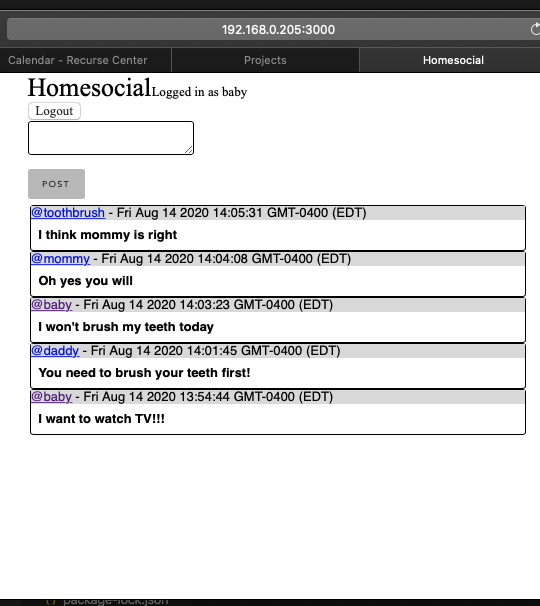 192.168.0.205:3000
Calendar - Recurse Center Projects Homesocial
Homesocial Logged in as baby
Logout
POST
@toothbrush - Fri Aug 14 2020 14:05:31 GMT-0400 (EDT)
I think mommy is right
@mommy - Fri Aug 14 2020 14:04:08 GMT-0400 (EDT)
Oh yes you will
@baby - Fri Aug 14 2020 14:03:23 GMT-0400 (EDT)
I won't brush my teeth today
@daddy - Fri Aug 14 2020 14:01:45 GMT-0400 (EDT)
You need to brush your teeth first!
@baby - Fri Aug 14 2020 13:54:44 GMT-0400 (EDT)
I want to watch TV!!!
package-lock.json